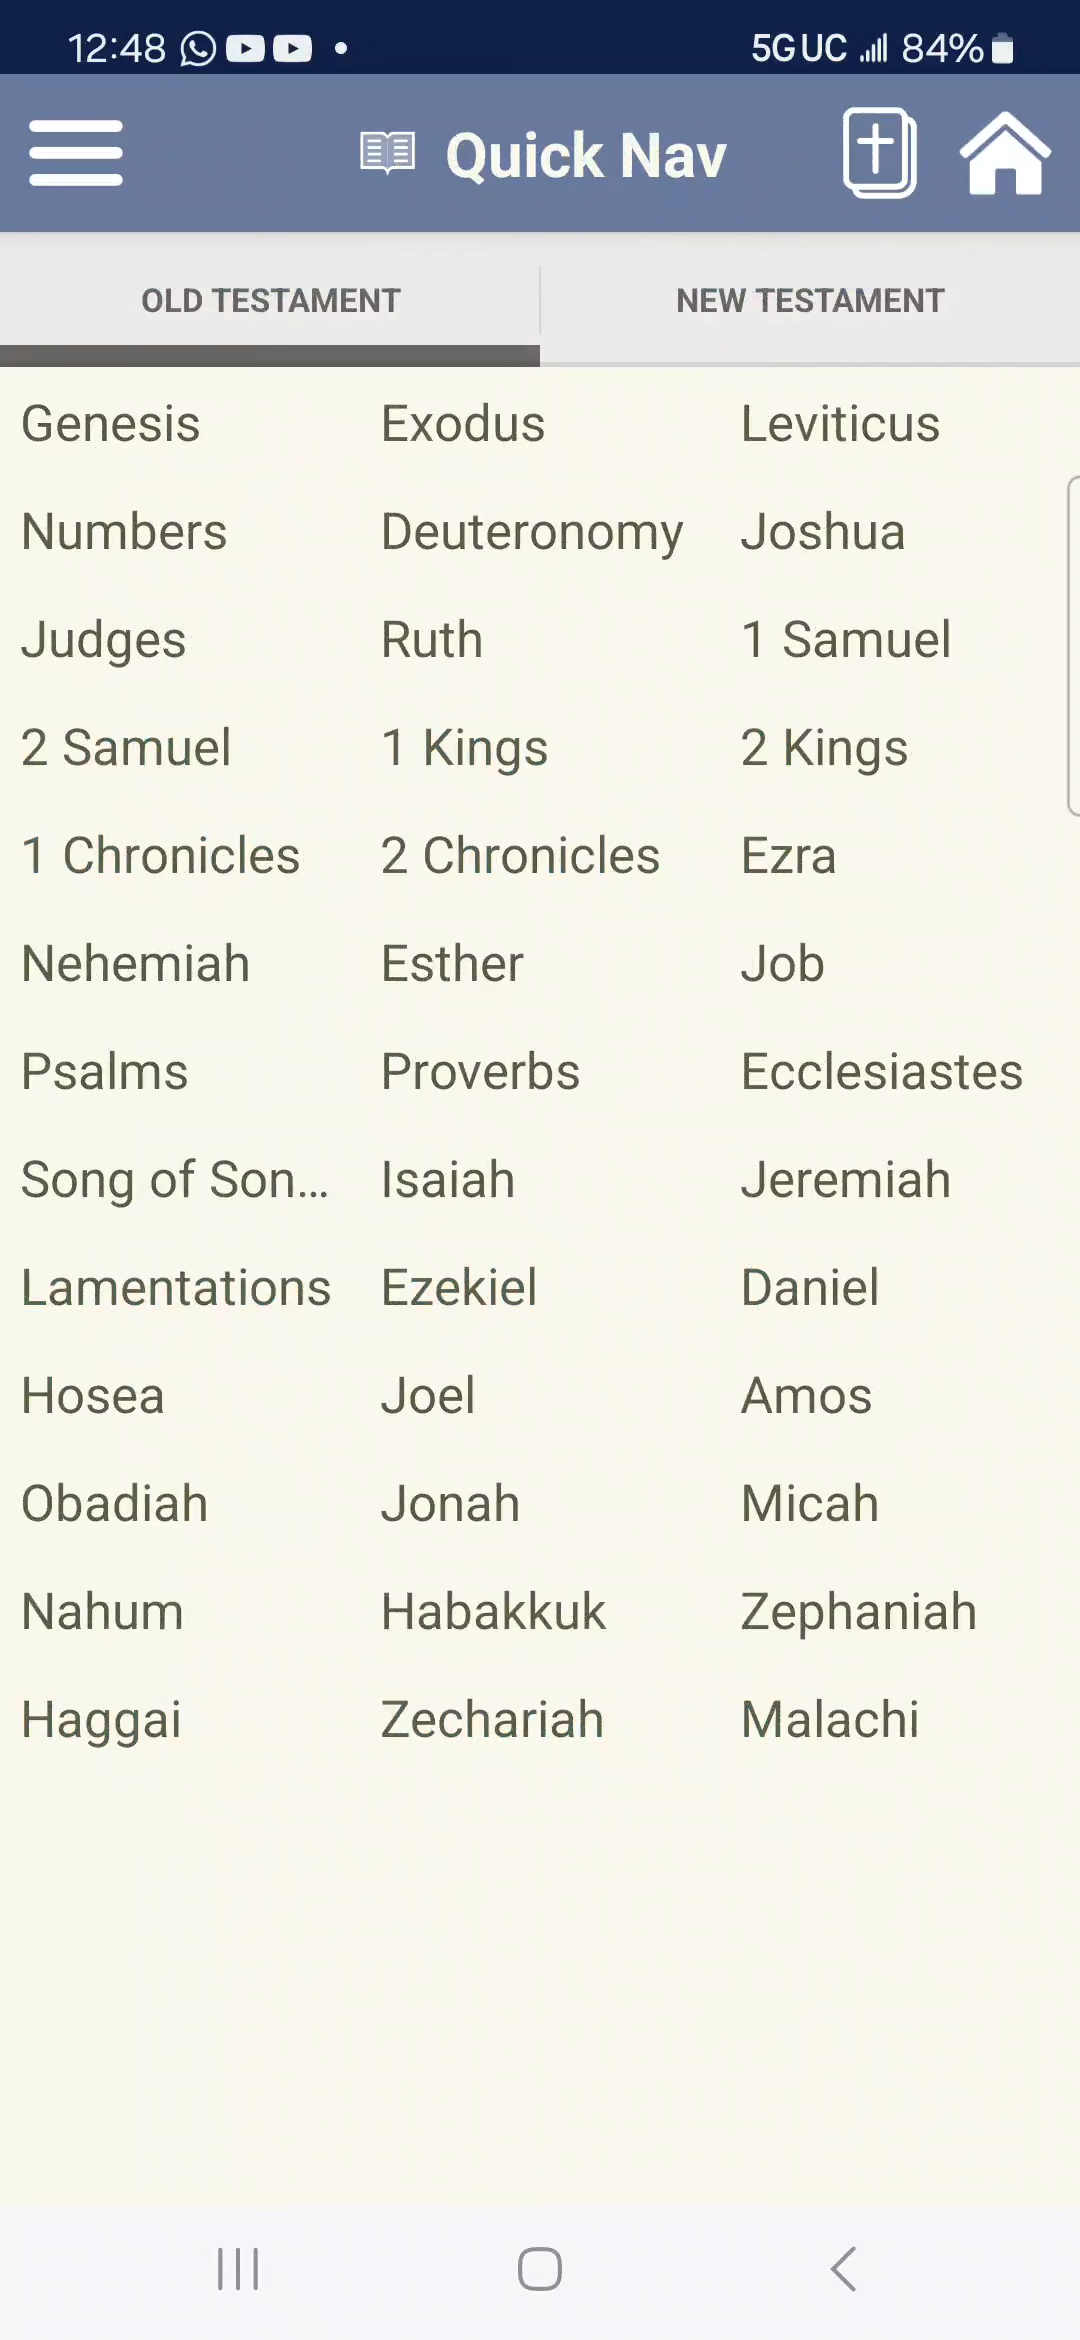 12:48 5G UC 84%
Quick Nav
OLD TESTAMENT NEW TESTAMENT
Genesis Exodus Leviticus
Numbers Deuteronomy Joshua
Judges Ruth 1 Samuel
2 Samuel 1 Kings 2 Kings
1 Chronicles 2 Chronicles Ezra
Nehemiah Esther Job
Psalms Proverbs Ecclesiastes
Song of Son... Isaiah Jeremiah
Lamentations Ezekiel Daniel
Hosea Joel Amos
Obadiah Jonah Micah
Nahum Habakkuk Zephaniah
Haggai Zechariah Malachi